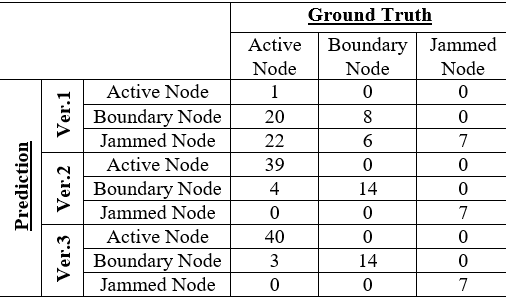 Ground Truth
Active Node Boundary Node Jammed Node
Prediction
Ver.1
Active Node 1 0 0
Boundary Node 20 8 0
Jammed Node 22 6 7
Ver.2
Active Node 39 0 0
Boundary Node 4 14 0
Jammed Node 0 0 7
Ver.3
Active Node 40 0 0
Boundary Node 3 14 0
Jammed Node 0 0 7